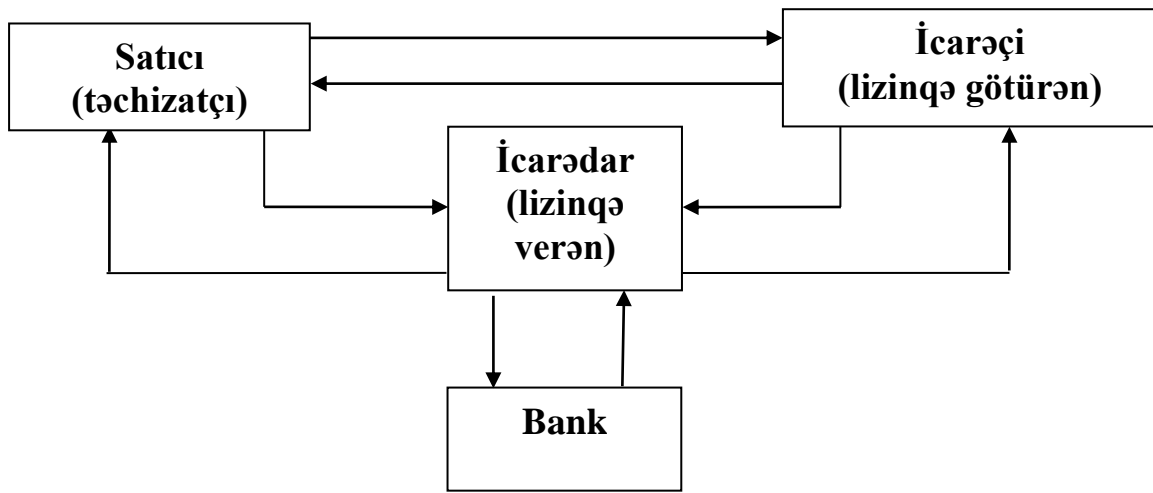 Satıcı
(təchizatçı)
İcarəçi
(lizinqə götürən)
İcarədar
(lizinqə
verən)
Bank